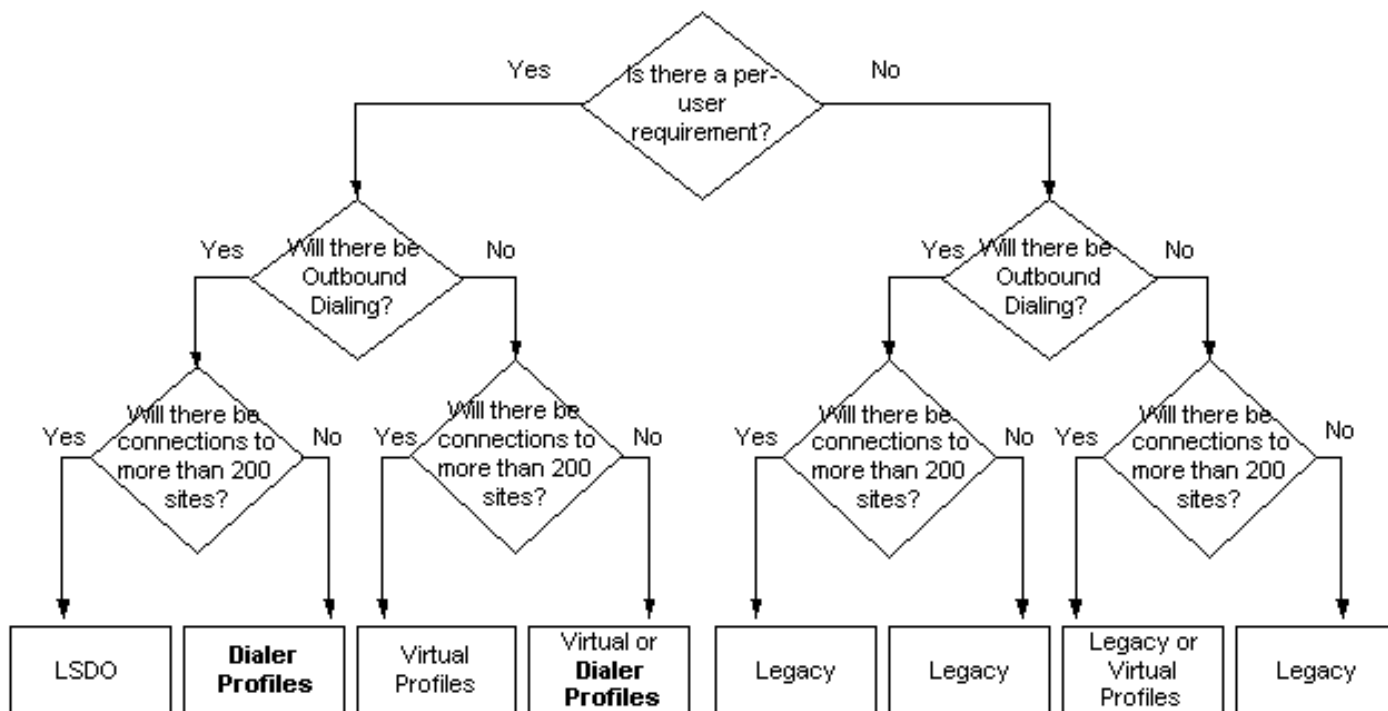 Yes
Is there a per-
user
requirement?
No
Yes
Will there be
Outbound
Dialing?
No
Yes
Will there be
Outbound
Dialing?
No
Yes
Will there be
connections to
more than 200
sites?
No
Yes
Will there be
connections to
more than 200
sites?
No
Yes
Will there be
connections to
more than 200
sites?
No
Yes
Will there be
connections to
more than 200
sites?
No
LSDO
Dialer
Profiles
Virtual
Profiles
Virtual or
Dialer
Profiles
Legacy
Legacy
Legacy or
Virtual
Profiles
Legacy